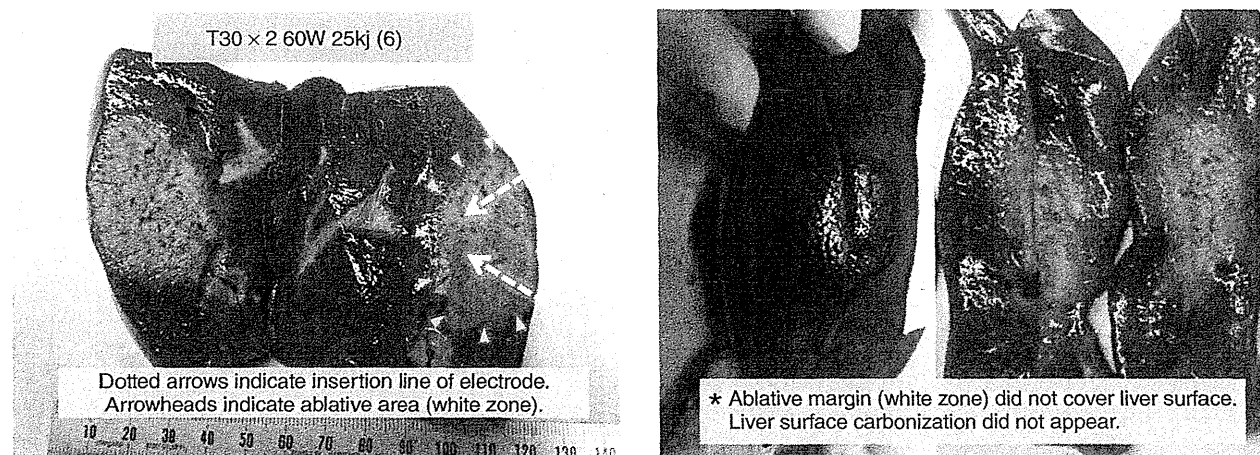 T30 × 2 60W 25kj (6)
Dotted arrows indicate insertion line of electrode.
Arrowheads indicate ablative area (white zone).
10 20 30 40 50 60 70 80 90 100 110 120 130 140
* Ablative margin (white zone) did not cover liver surface.
Liver surface carbonization did not appear.
*